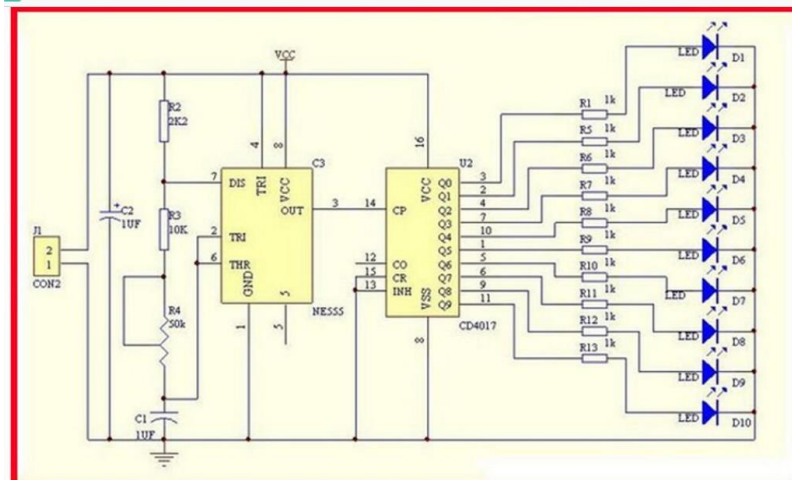 VCC
J1
2
1
CON2
C2
+
1UF
R2
2K2
R3
10K
R4
50k
C1
1UF
4
8
7
2
6
3
1
5
C3
DIS
TRI
VCC
OUT
TRI
THR
GND
5
NE555
16
14
12
15
13
8
U2
VCC
CP
CO
CR
INH
VSS
Q0
Q1
Q2
Q3
Q4
Q5
Q6
Q7
Q8
Q9
3
2
4
7
10
1
5
6
9
11
CD4017
R1 1k
R5 1k
R6 1k
R7 1k
R8 1k
R9 1k
R10 1k
R11 1k
R12 1k
R13 1k
LED D1
LED D2
LED D3
LED D4
LED D5
LED D6
LED D7
LED D8
LED D9
LED D10